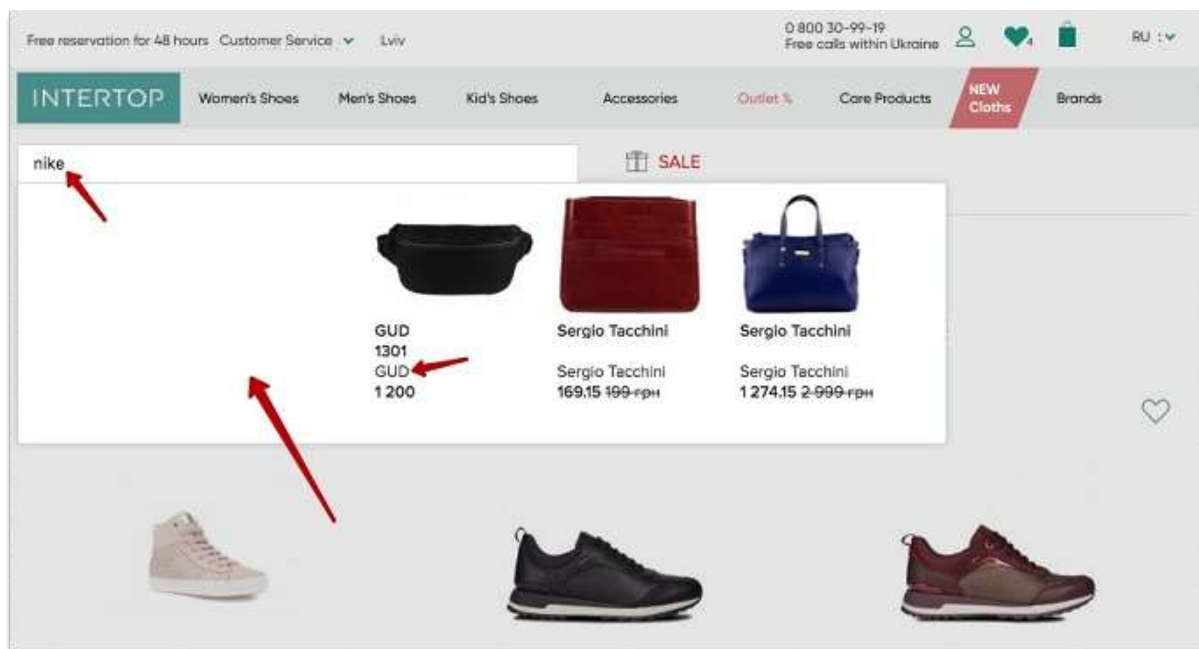 Free reservation for 48 hours Customer Service Lviv
0 800 30-99-19
Free calls within Ukraine
4
RU
INTERTOP Women's Shoes Men's Shoes Kid's Shoes Accessories Outlet % Care Products NEW Cloths Brands
nike
SALE
GUD
1301
GUD
1 200
Sergio Tacchini
Sergio Tacchini
169.15 199 грн
Sergio Tacchini
Sergio Tacchini
1 274.15 2 999 грн